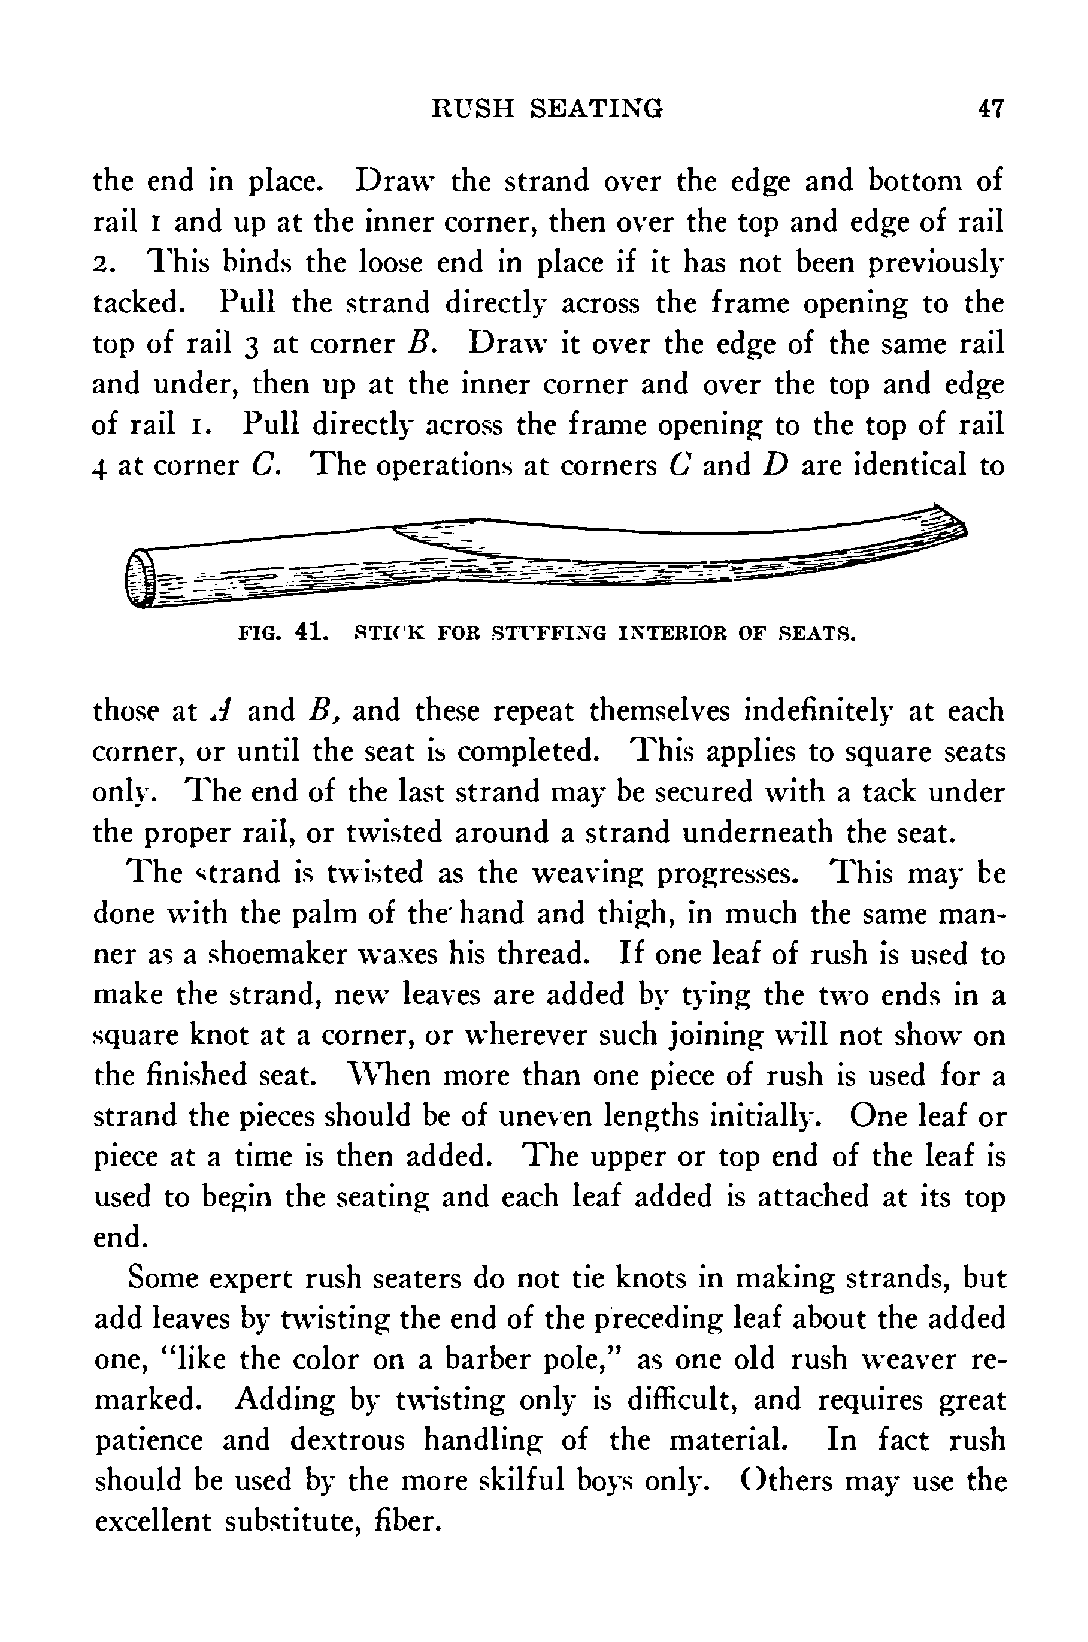 RUSH SEATING 47
the end in place. Draw the strand over the edge and bottom of
rail 1 and up at the inner corner, then over the top and edge of rail
2. This binds the loose end in place if it has not been previously
tacked. Pull the strand directly across the frame opening to the
top of rail 3 at corner B. Draw it over the edge of the same rail
and under, then up at the inner corner and over the top and edge
of rail 1. Pull directly across the frame opening to the top of rail
4 at corner C. The operations at corners C and D are identical to
FIG. 41. STICK FOR STUFFING INTERIOR OF SEATS.
those at A and B, and these repeat themselves indefinitely at each
corner, or until the seat is completed. This applies to square seats
only. The end of the last strand may be secured with a tack under
the proper rail, or twisted around a strand underneath the seat.
The strand is twisted as the weaving progresses. This may be
done with the palm of the hand and thigh, in much the same man-
ner as a shoemaker waxes his thread. If one leaf of rush is used to
make the strand, new leaves are added by tying the two ends in a
square knot at a corner, or wherever such joining will not show on
the finished seat. When more than one piece of rush is used for a
strand the pieces should be of uneven lengths initially. One leaf or
piece at a time is then added. The upper or top end of the leaf is
used to begin the seating and each leaf added is attached at its top
end.
Some expert rush seaters do not tie knots in making strands, but
add leaves by twisting the end of the preceding leaf about the added
one, "like the color on a barber pole," as one old rush weaver re-
marked. Adding by twisting only is difficult, and requires great
patience and dextrous handling of the material. In fact rush
should be used by the more skilful boys only. Others may use the
excellent substitute, fiber.